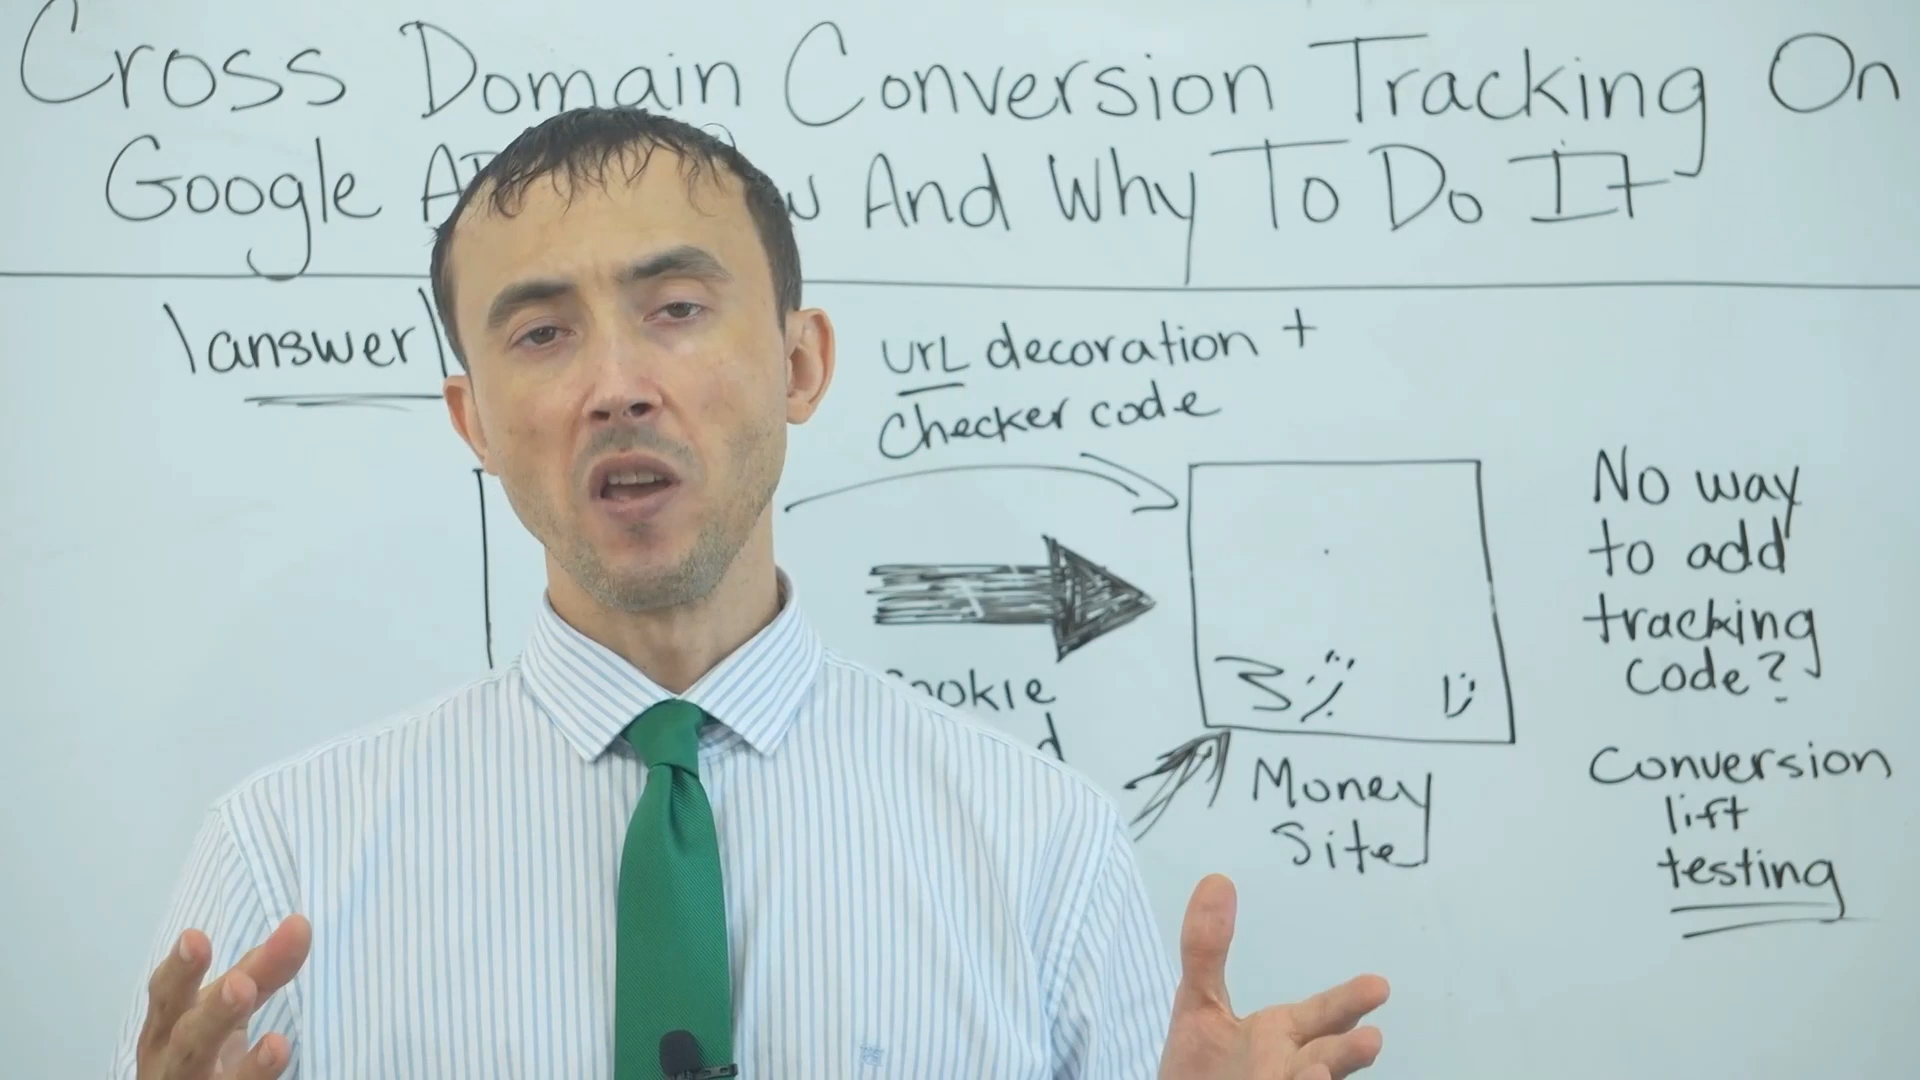 Cross Domain Conversion Tracking On
Google And Why To Do It
\answer
url decoration +
Checker code
No way
to add
tracking
code?
3%
Money
Site
Conversion
lift
testing